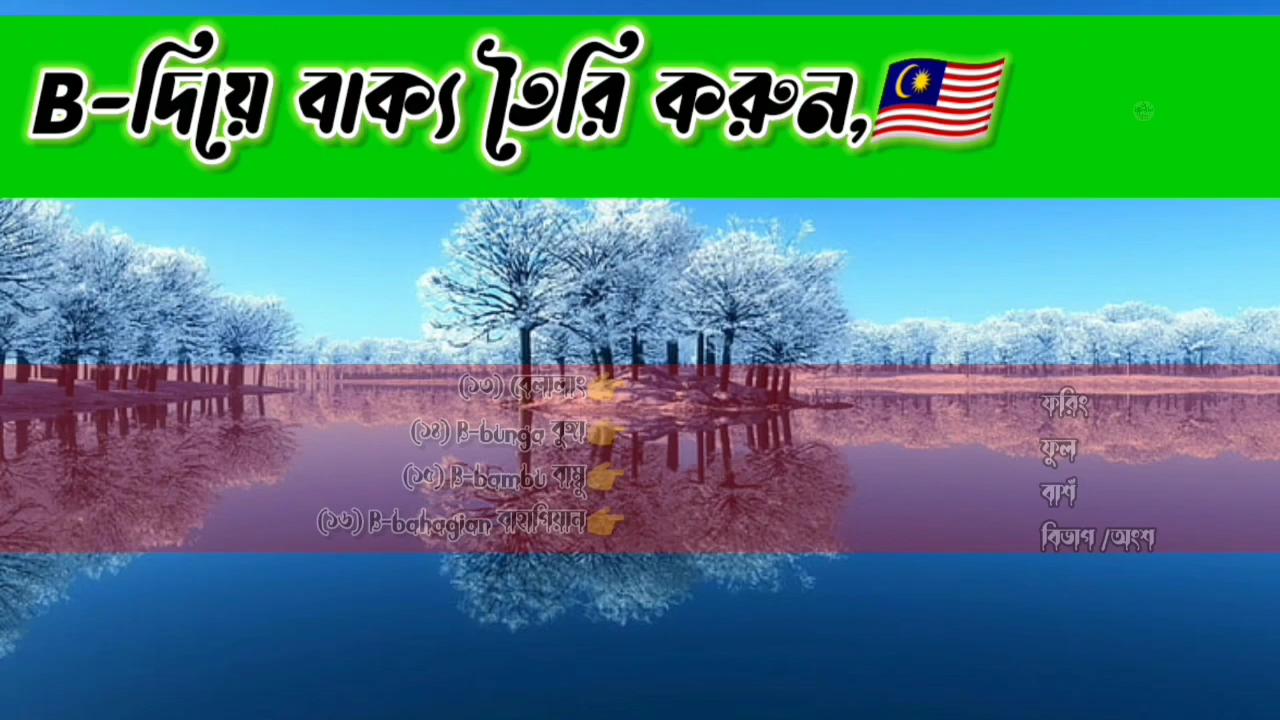 B-দিয়ে বাক্য তৈরি করুন,
(১৩) বেলালাং👉 ফরিং
(১৪) B-bunga বুঙা👉 ফুল
(১৫) B-bambu বাম্বু👉 বাশঁ
(১৬) B-bahagian বাহাগিয়ান👉 বিভাগ /অংশ